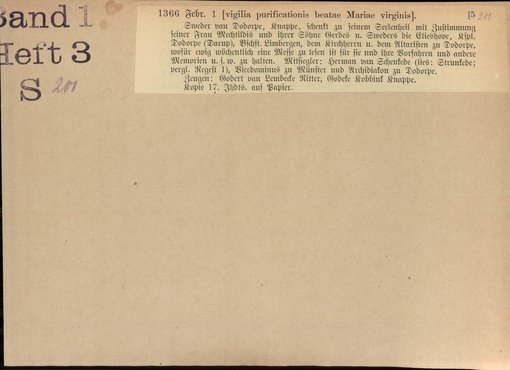 Band 1
Heft 3
S 201
1366 Febr. 1 [vigilia purificationis beatae Mariae virginis]. [5 201
Sweder van Dodorpe, Knappe, schenkt zu seinem Seelenheil mit Zustimmung
seiner Frau Mechtildis und ihrer Söhne Gerdes u. Sweders die Elieshove, Kspl.
Dodorpe (Darup), Bschft. Limbergen, dem Kirchherrn u. dem Altaristen zu Dodorpe,
wofür ewig wöchentlich eine Messe zu lesen ist für sie und ihre Vorfahren und andere
Memorien u. s. w. zu halten. Mitsiegler: Herman van Schenkede (lies: Strunkede;
vergl. Regest 1), Vicedominus zu Münster und Archidiakon zu Dodorpe.
Zeugen: Godert van Lembecke Ritter, Godeke Kobbink Knappe.
Kopie 17. Jhdts. auf Papier.